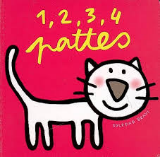 1, 2, 3, 4
pattes